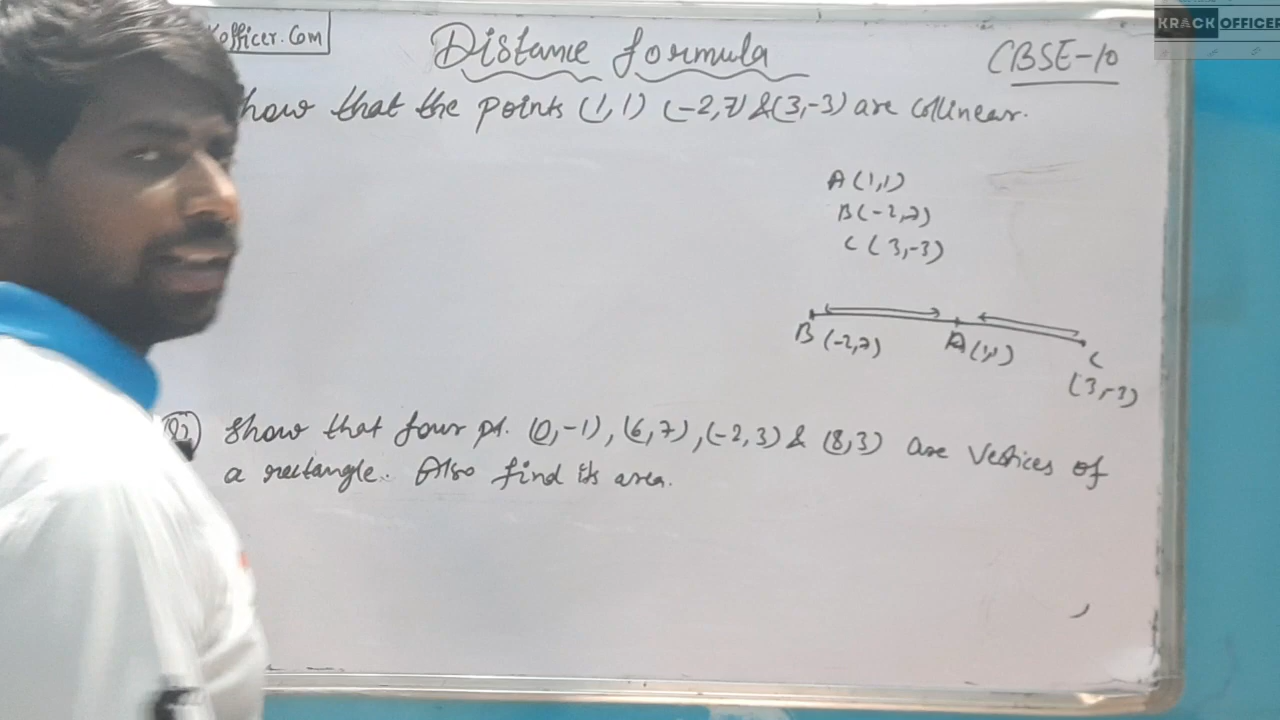 officer.Com
Distance formula
CBSE-10
KRACK OFFICER
how that the points (1,1) (-2,7) & (3,-3) are collinear.
A (1,1)
B (-2,7)
C (3,-3)
B (-2,7) A (1,1) C (3,-3)
Q2) Show that four pt. (0,-1), (6,7), (-2,3) & (8,3) are vertices of
a rectangle. Also find its area.